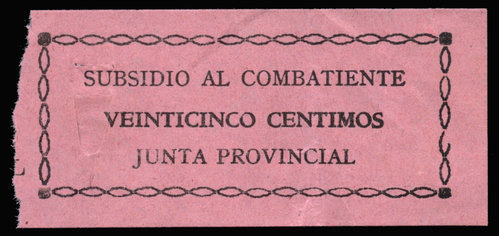 SUBSIDIO AL COMBATIENTE
VEINTICINCO CENTIMOS
JUNTA PROVINCIAL